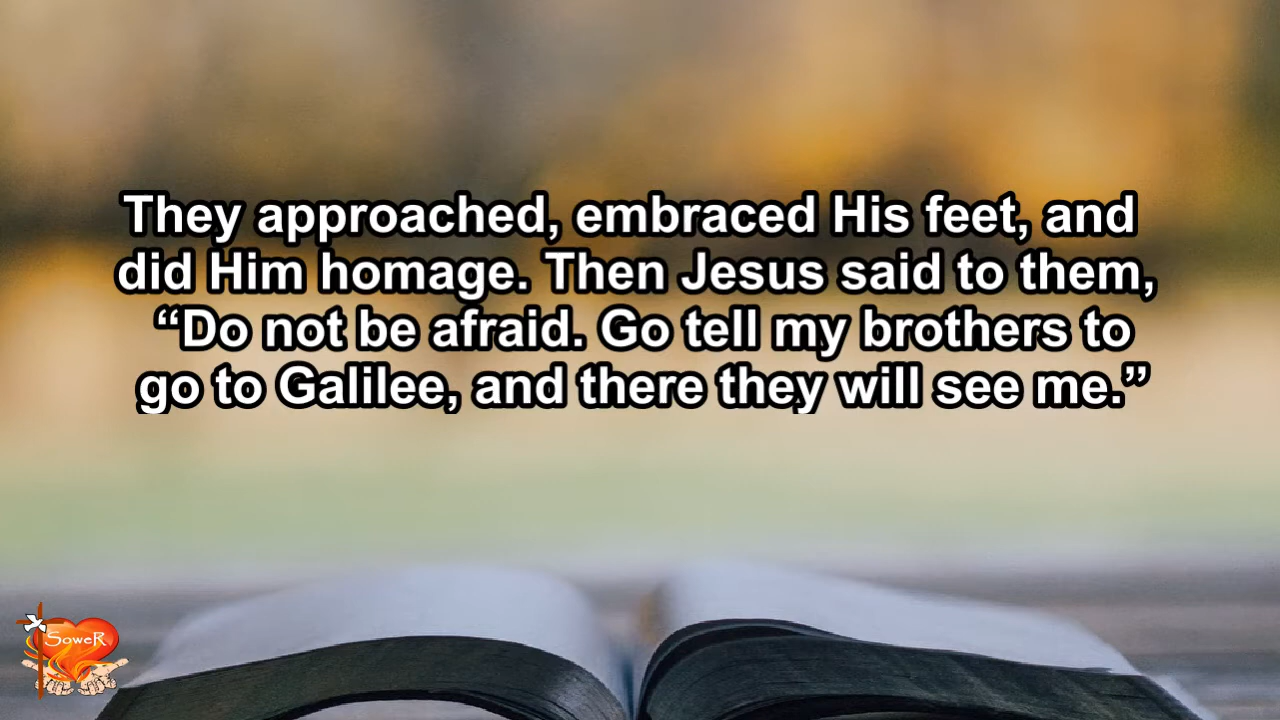 They approached, embraced His feet, and
did Him homage. Then Jesus said to them,
“Do not be afraid. Go tell my brothers to
go to Galilee, and there they will see me.”
SoweR